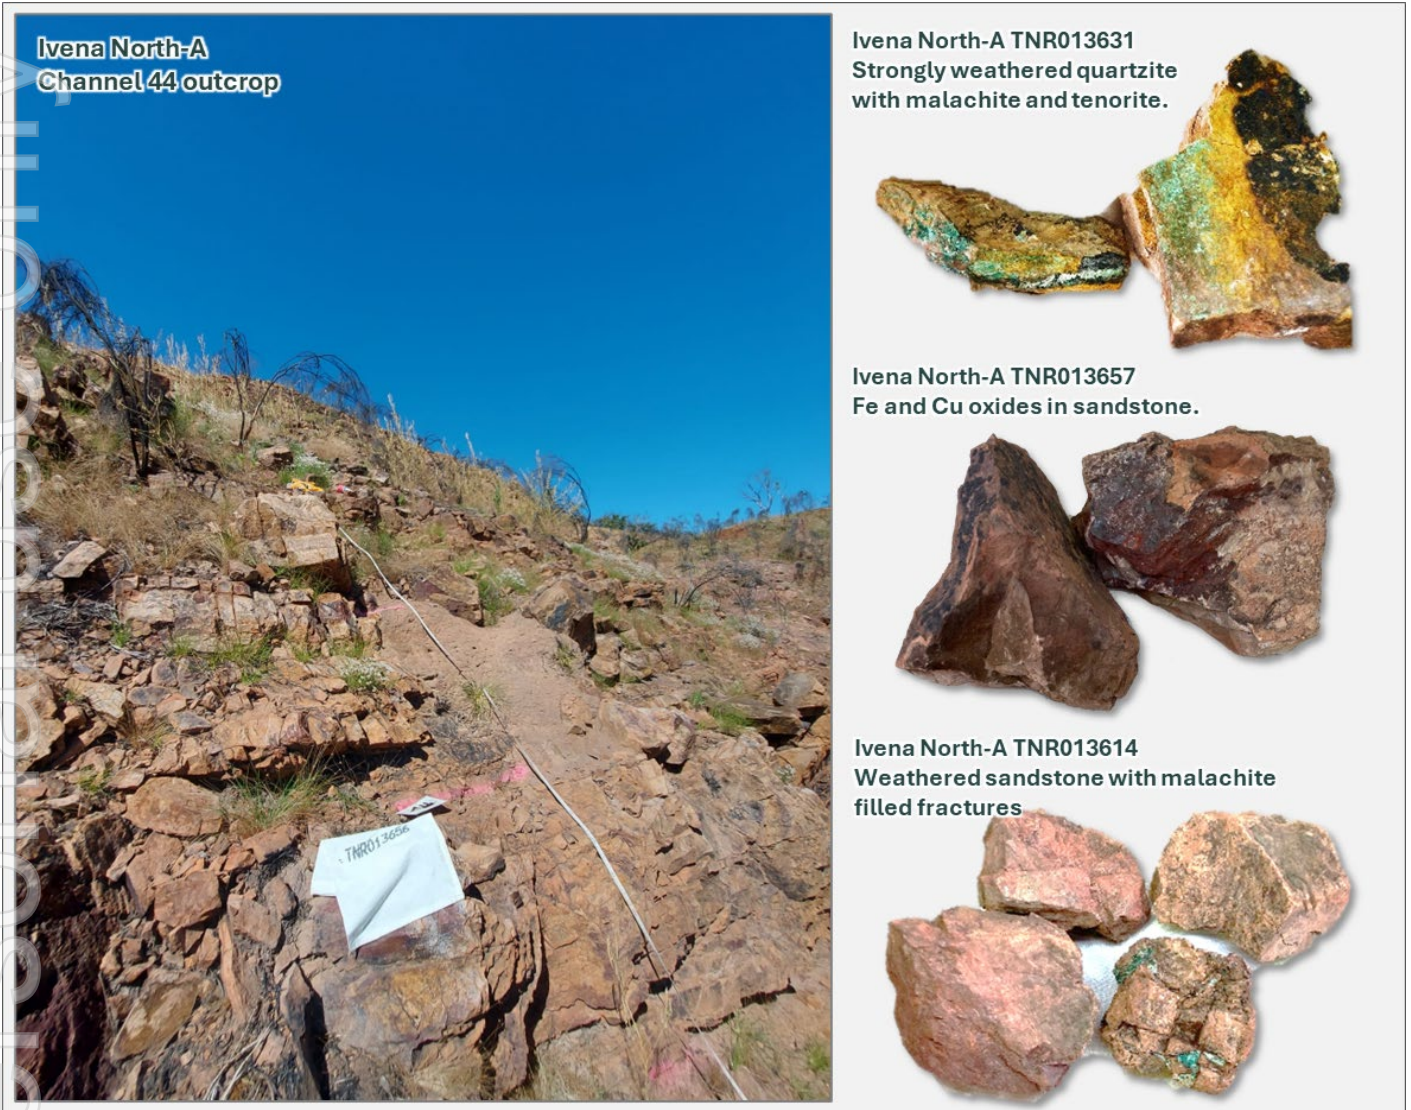 Ivena North-A
Channel 44 outcrop
TNR013656
Ivena North-A TNR013631
Strongly weathered quartzite
with malachite and tenorite.
Ivena North-A TNR013657
Fe and Cu oxides in sandstone.
Ivena North-A TNR013614
Weathered sandstone with malachite
filled fractures